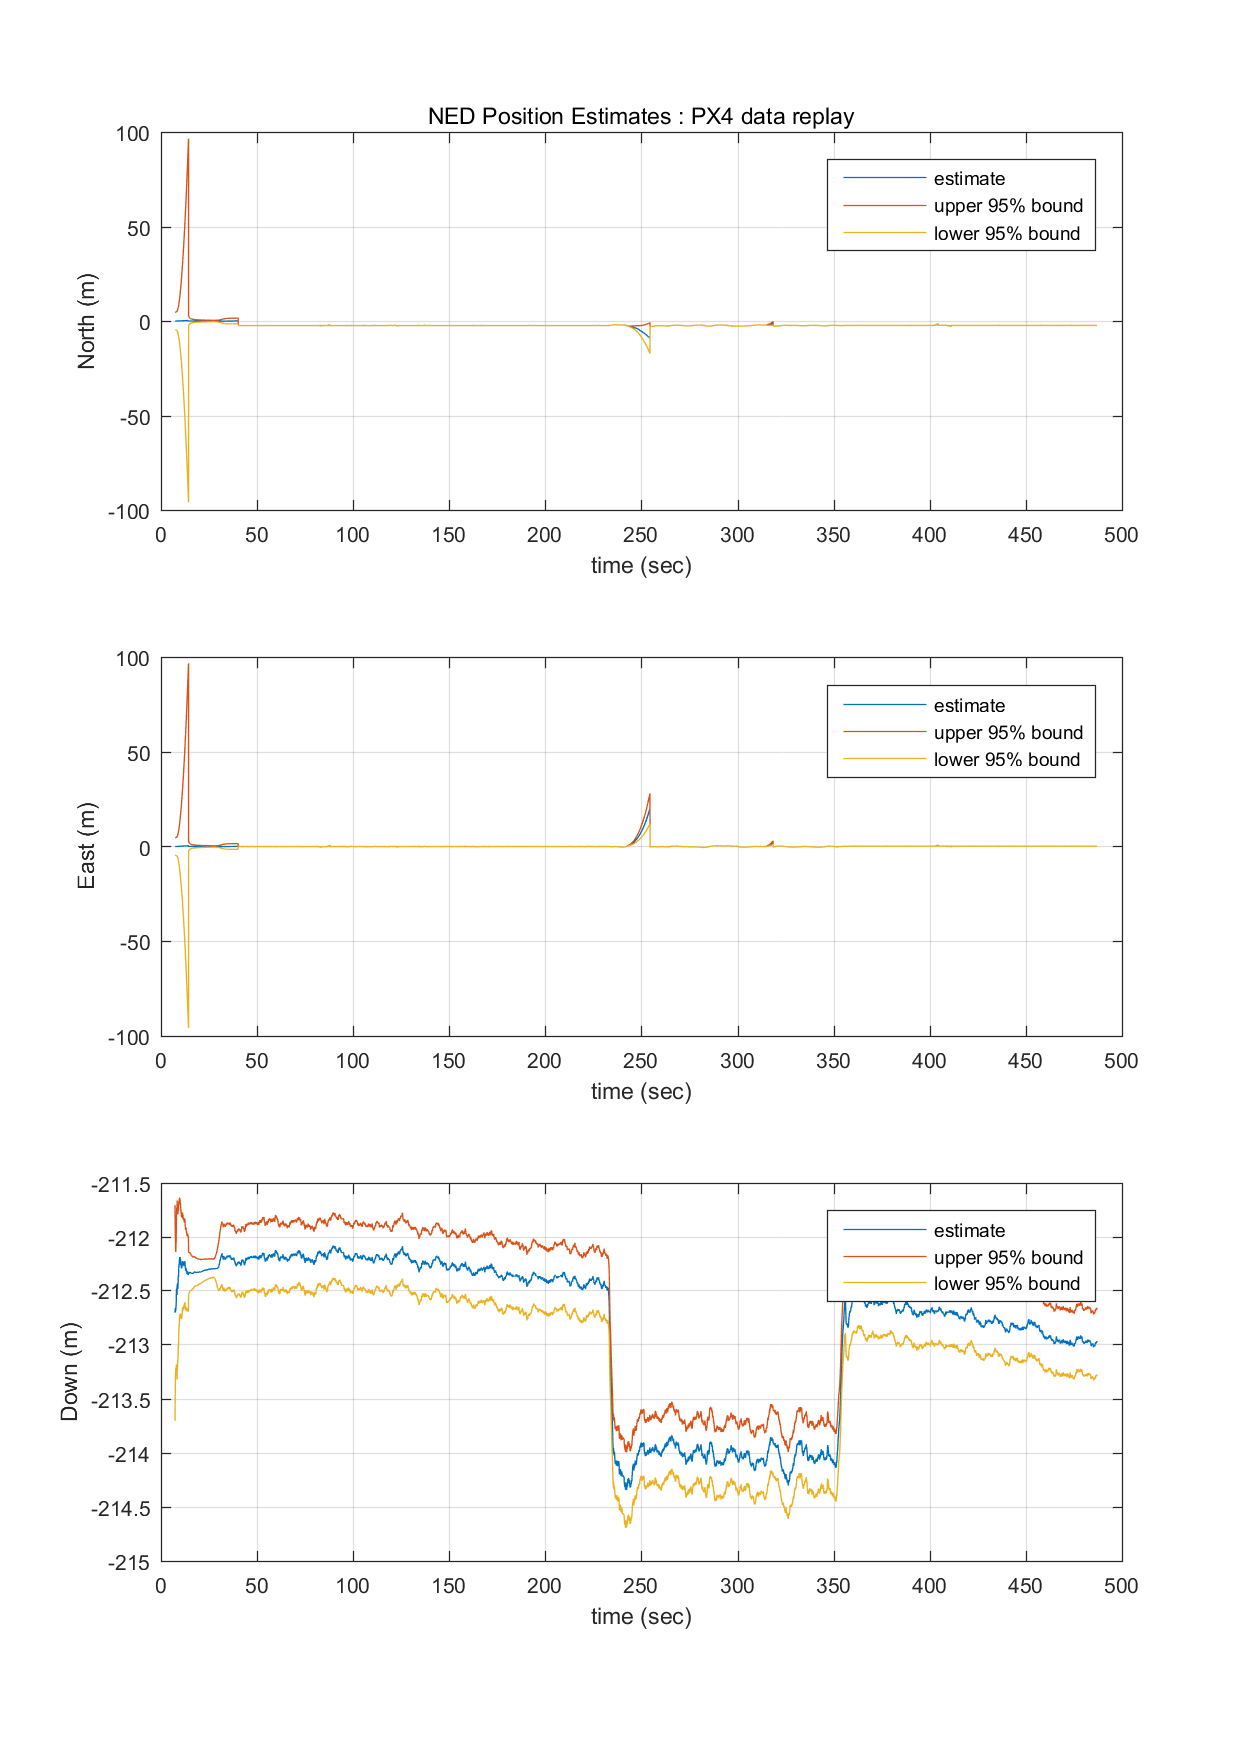 NED Position Estimates : PX4 data replay
100
50
0
-50
-100
North (m)
estimate
upper 95% bound
lower 95% bound
0 50 100 150 200 250 300 350 400 450 500
time (sec)
100
50
0
-50
-100
East (m)
estimate
upper 95% bound
lower 95% bound
0 50 100 150 200 250 300 350 400 450 500
time (sec)
-211.5
-212
-212.5
-213
-213.5
-214
-214.5
-215
Down (m)
estimate
upper 95% bound
lower 95% bound
0 50 100 150 200 250 300 350 400 450 500
time (sec)